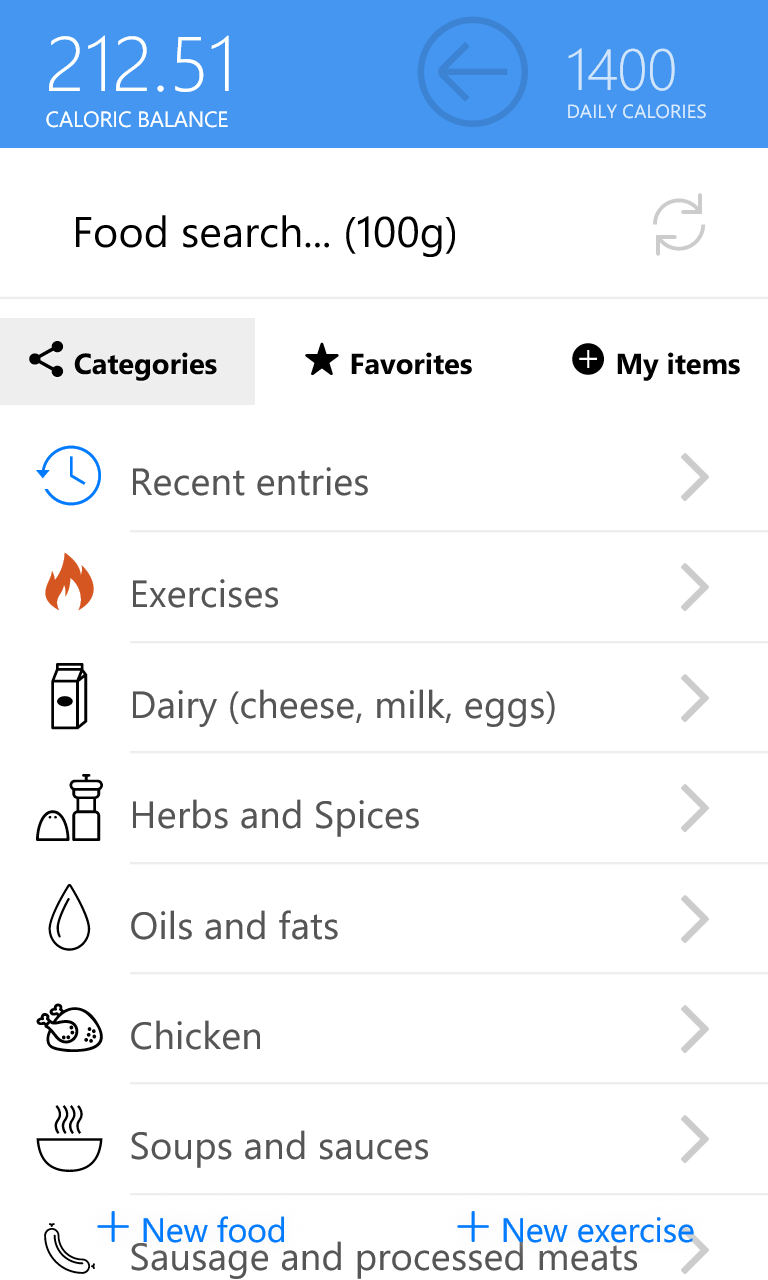 212.51
CALORIC BALANCE
1400
DAILY CALORIES
Food search... (100g)
Categories
Favorites
My items
Recent entries
Exercises
Dairy (cheese, milk, eggs)
Herbs and Spices
Oils and fats
Chicken
Soups and sauces
New food
New exercise
Sausage and processed meats